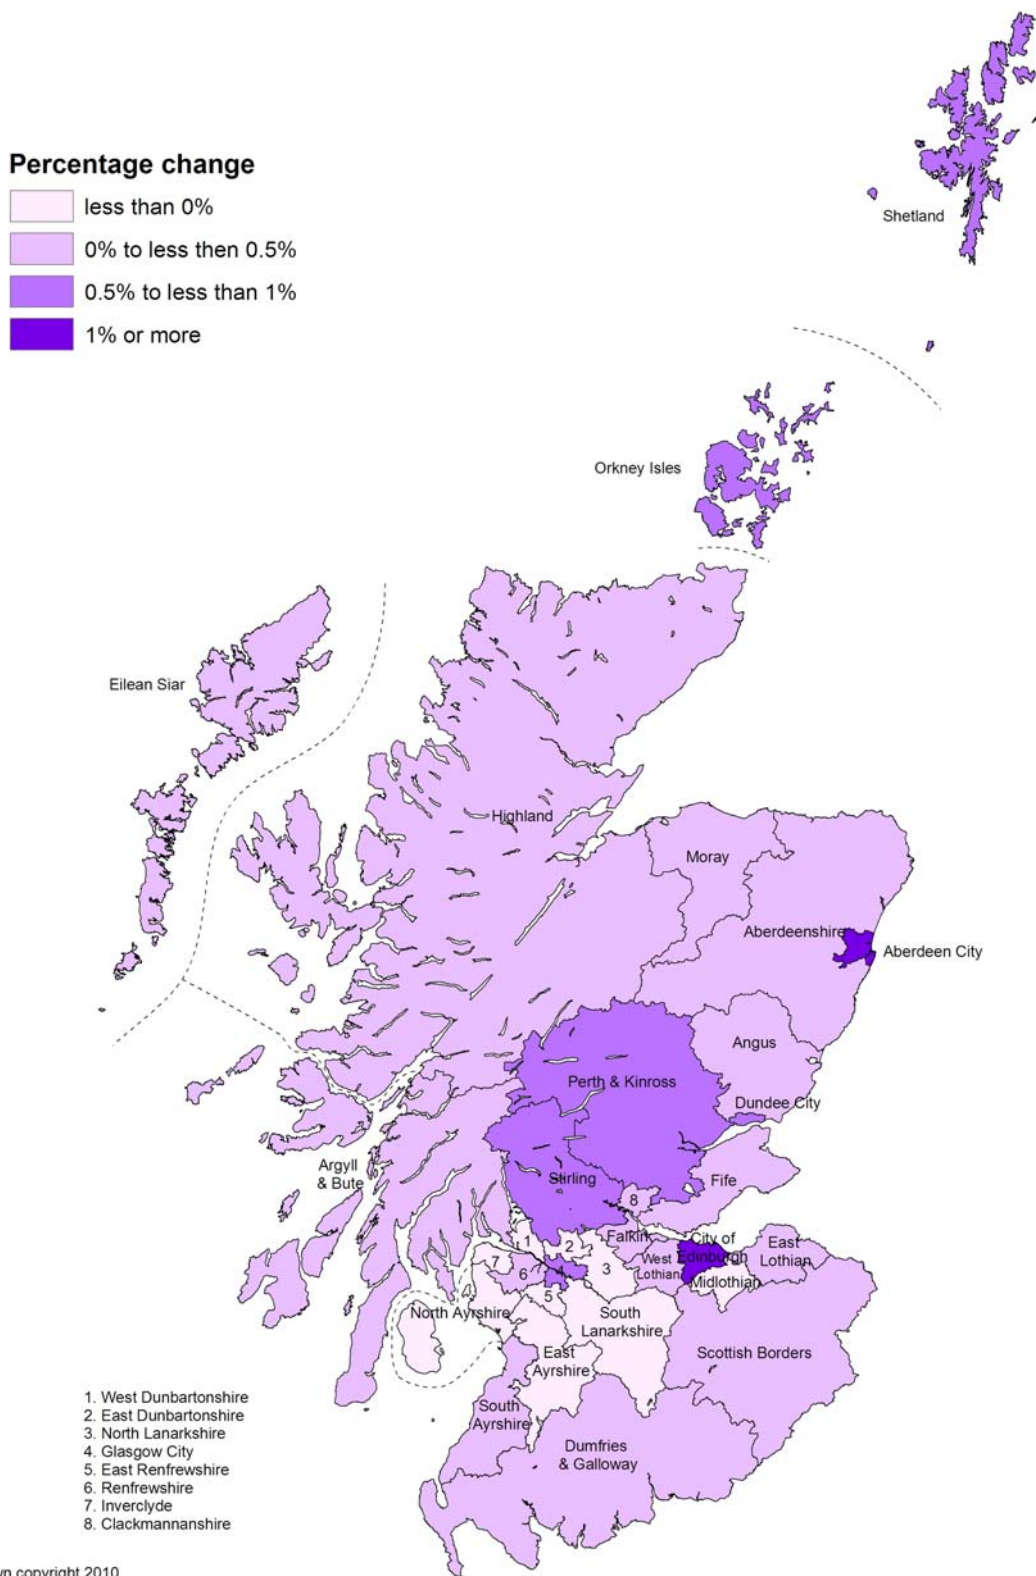 Percentage change
less than 0%
0% to less then 0.5%
0.5% to less than 1%
1% or more
Shetland
Orkney Isles
Eilean Siar
Highland
Moray
Aberdeenshire
Aberdeen City
Angus
Perth & Kinross
Dundee City
Argyll
& Bute
Stirling
Fife
8
1
2
Falkirk
City of
Edinburgh
East
Lothian
West
Lothian
Midlothian
7
6
7
4
3
5
North Ayrshire
South
Lanarkshire
East
Ayrshire
Scottish Borders
South
Ayrshire
Dumfries
& Galloway
1. West Dunbartonshire
2. East Dunbartonshire
3. North Lanarkshire
4. Glasgow City
5. East Renfrewshire
6. Renfrewshire
7. Inverclyde
8. Clackmannanshire
copyright 2010